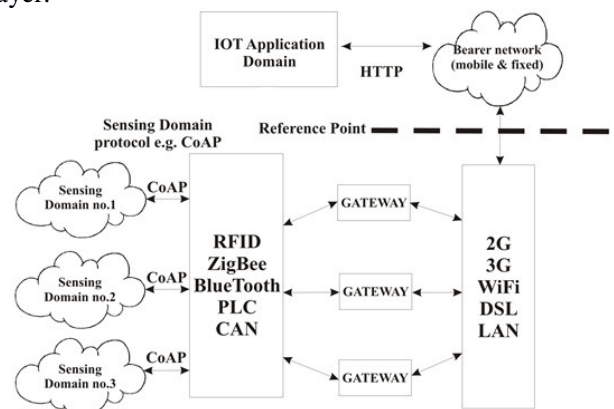 ayer.
IOT Application
Domain
HTTP
Bearer network
(mobile & fixed)
Sensing Domain
protocol e.g. CoAP
Reference Point
Sensing
Domain no.1
CoAP
Sensing
Domain no.2
CoAP
Sensing
Domain no.3
CoAP
RFID
ZigBee
BlueTooth
PLC
CAN
GATEWAY
GATEWAY
GATEWAY
2G
3G
WiFi
DSL
LAN